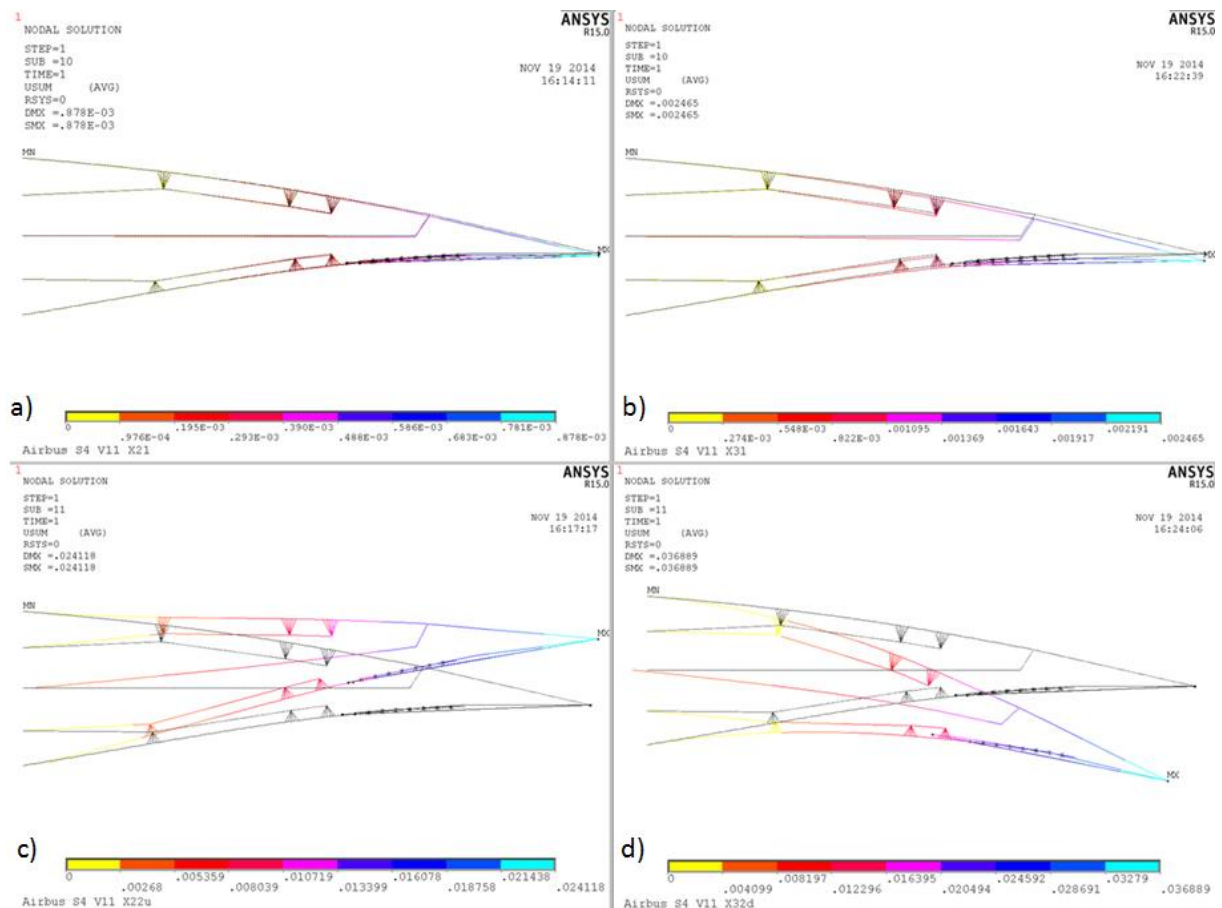 1
ANSYS
R15.0
NODAL SOLUTION
STEP=1
SUB =10
TIME=1
USUM (AVG)
RSYS=0
DMX =.878E-03
SMX =.878E-03
NOV 19 2014
16:14:11
MN
MX
a)
0 .195E-03 .390E-03 .586E-03 .781E-03
.976E-04 .293E-03 .488E-03 .683E-03 .878E-03
Airbus S4 V11 X21
1
ANSYS
R15.0
NODAL SOLUTION
STEP=1
SUB =10
TIME=1
USUM (AVG)
RSYS=0
DMX =.002465
SMX =.002465
NOV 19 2014
16:22:39
MN
MX
b)
0 .548E-03 .001095 .001643 .002191
.274E-03 .822E-03 .001369 .001917 .002465
Airbus S4 V11 X31
1
ANSYS
R15.0
NODAL SOLUTION
STEP=1
SUB =11
TIME=1
USUM (AVG)
RSYS=0
DMX =.024118
SMX =.024118
NOV 19 2014
16:17:17
MN
MX
c)
0 .005359 .010719 .016078 .021438
.00268 .008039 .013399 .018758 .024118
Airbus S4 V11 X22u
1
ANSYS
R15.0
NODAL SOLUTION
STEP=1
SUB =11
TIME=1
USUM (AVG)
RSYS=0
DMX =.036889
SMX =.036889
NOV 19 2014
16:24:06
MN
MX
d)
0 .008197 .016395 .024592 .03279
.004099 .012296 .020494 .028691 .036889
Airbus S4 V11 X32d